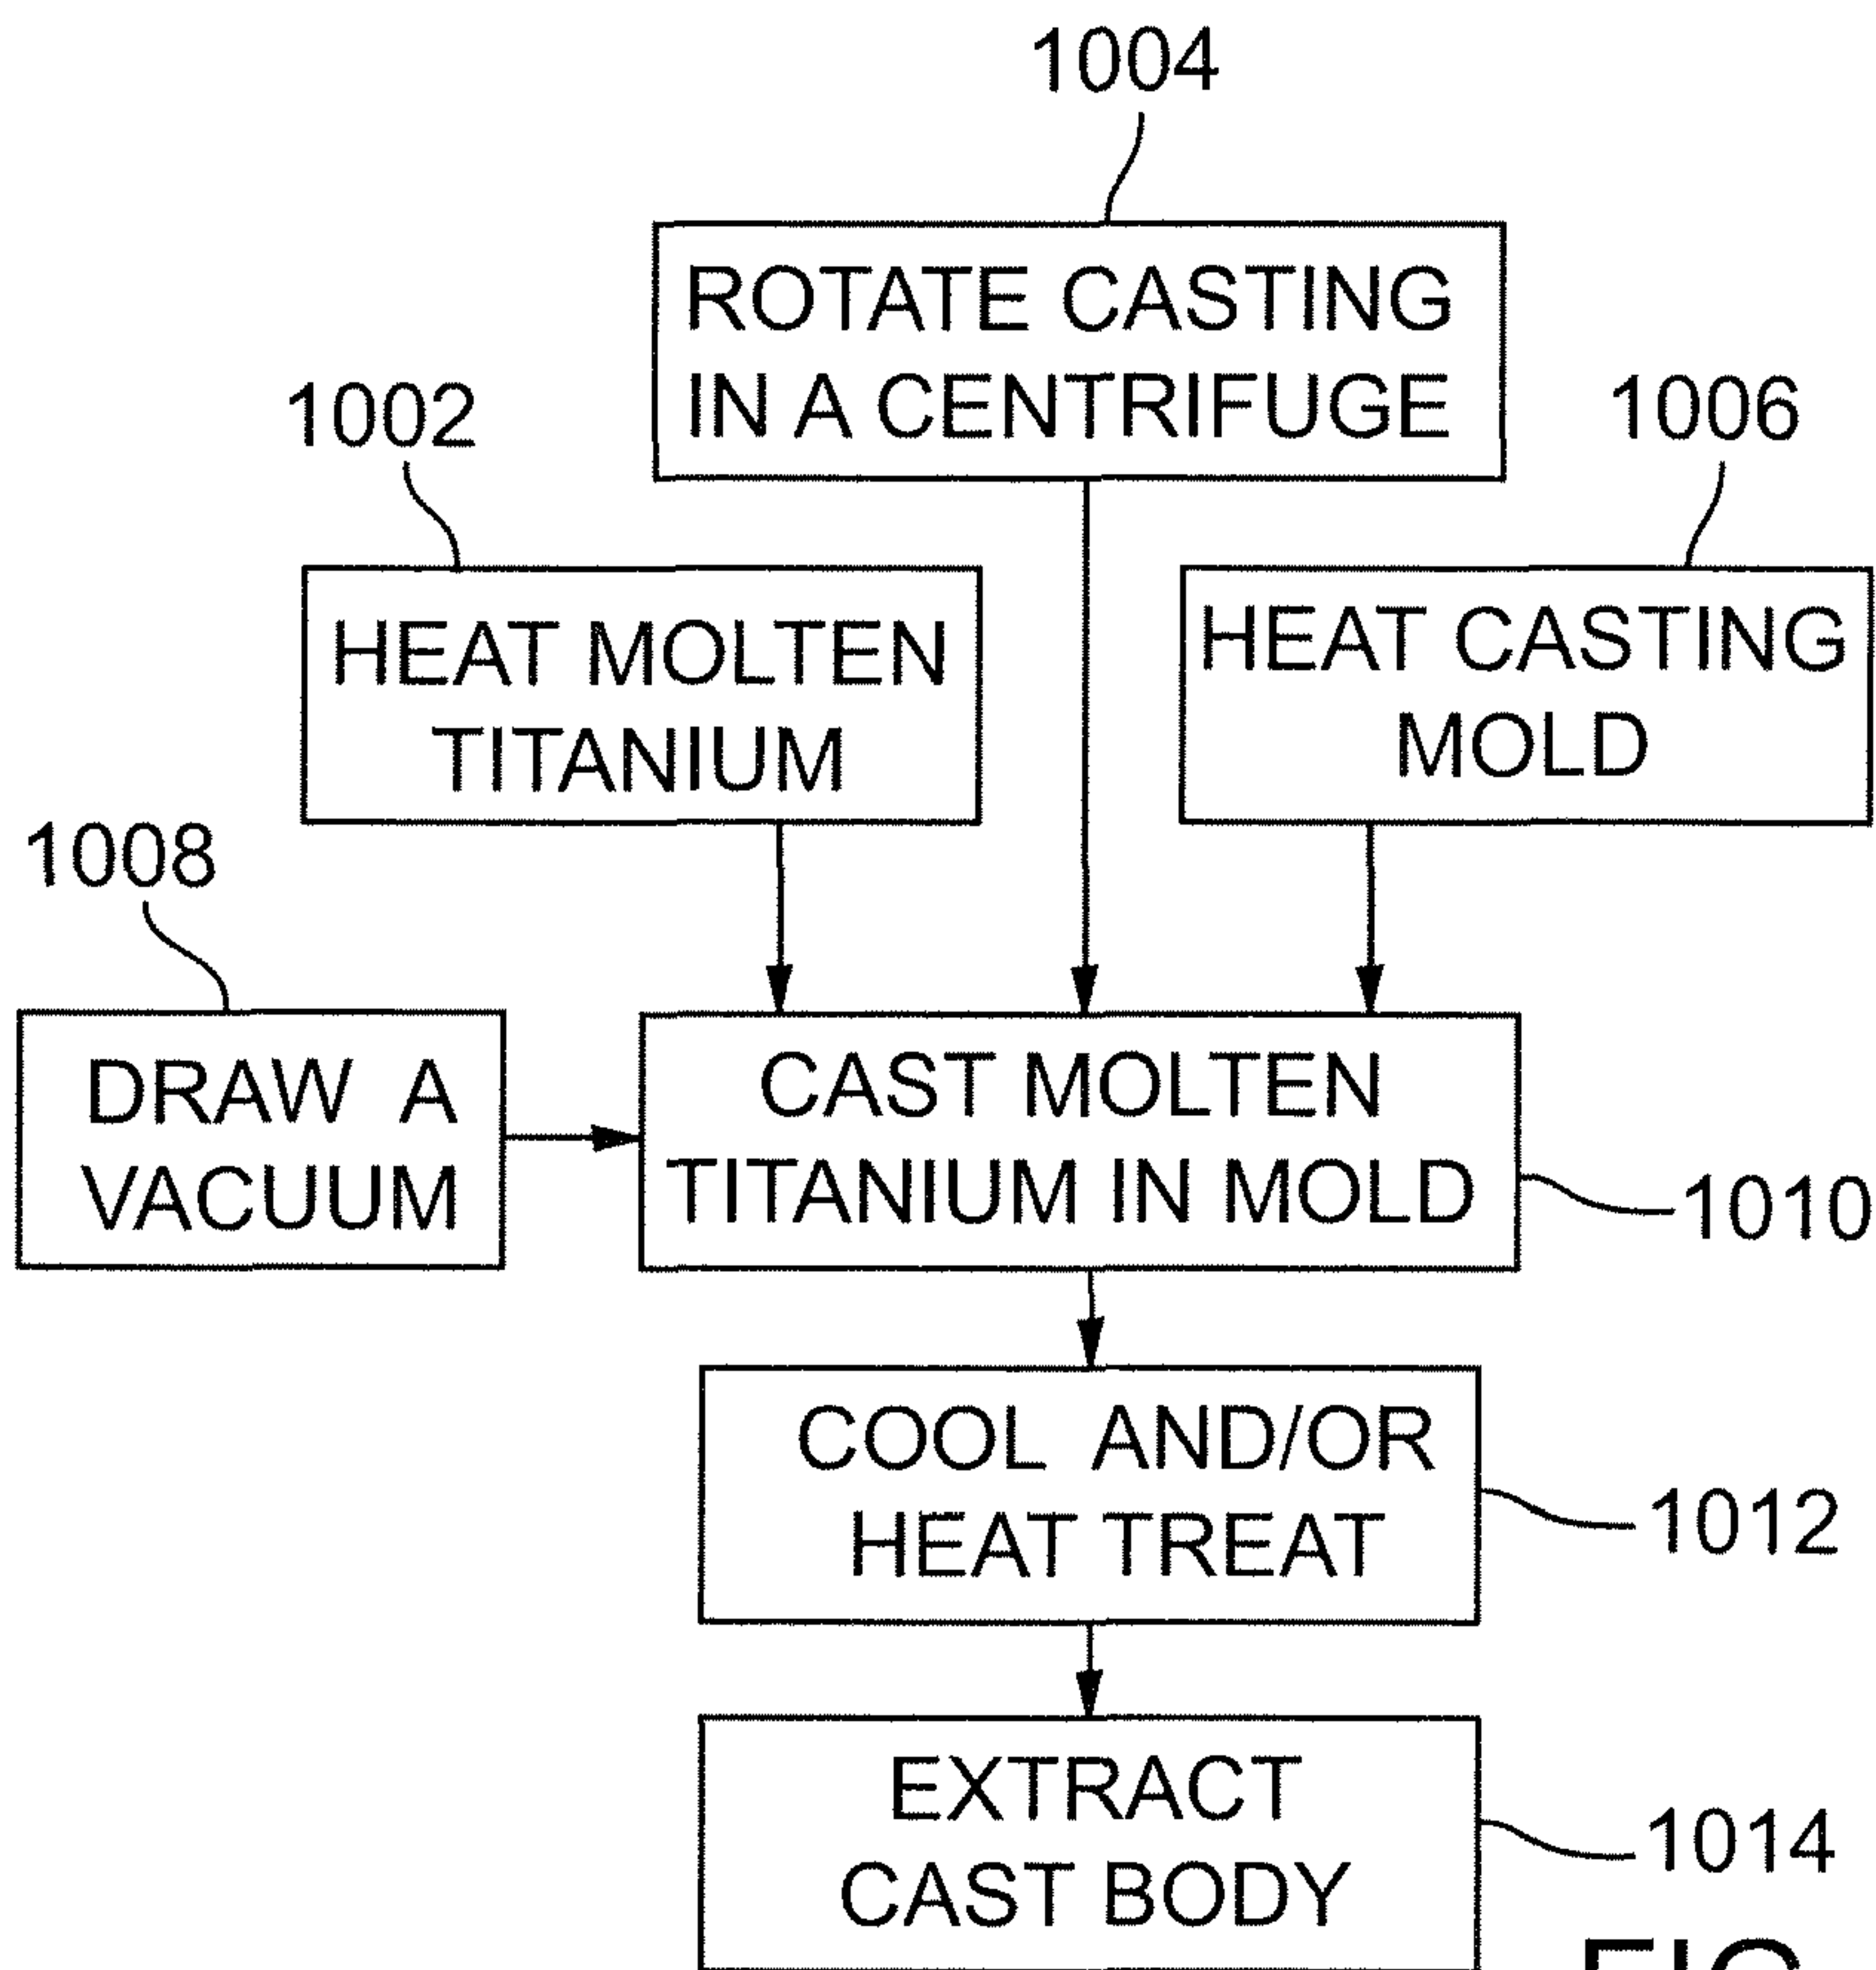 1004
ROTATE CASTING
IN A CENTRIFUGE
1002
HEAT MOLTEN
TITANIUM
1006
HEAT CASTING
MOLD
1008
DRAW A
VACUUM
CAST MOLTEN
TITANIUM IN MOLD
1010
COOL AND/OR
HEAT TREAT
1012
EXTRACT
CAST BODY
1014